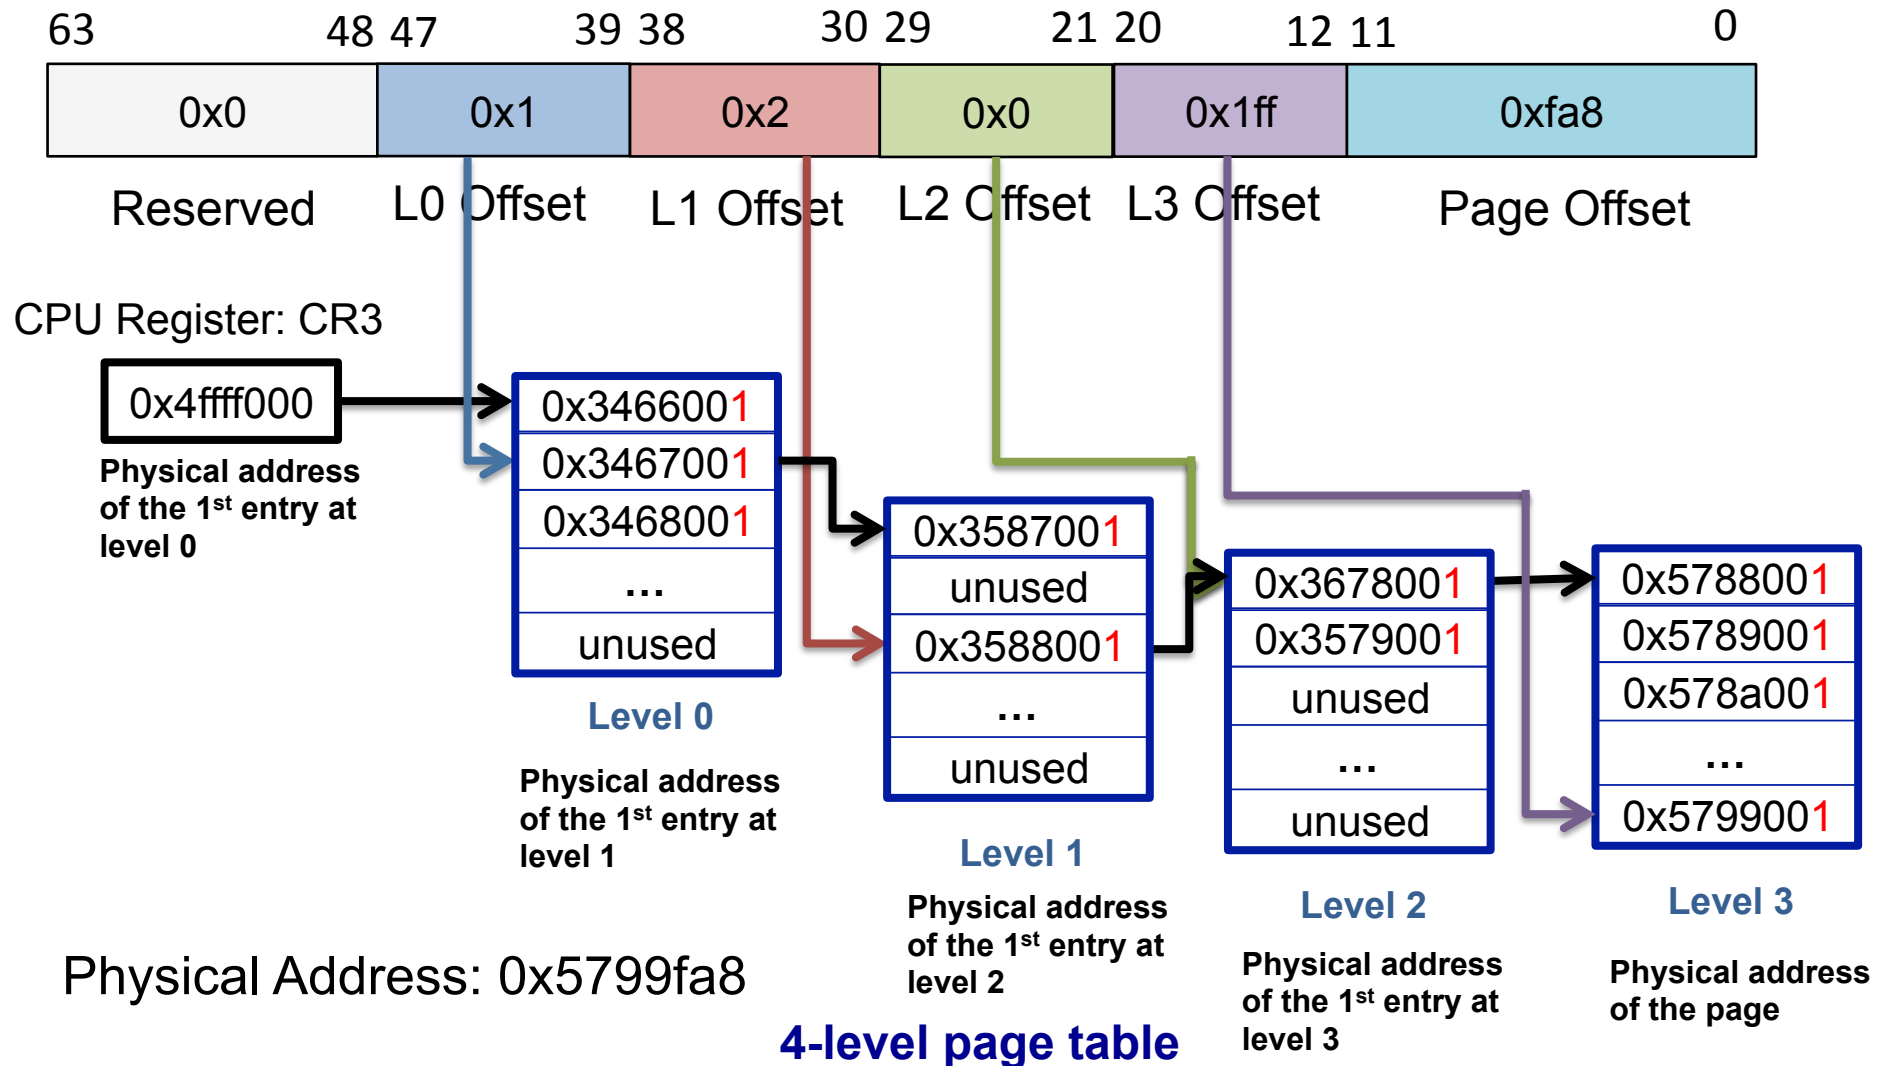 63 48 47 39 38 30 29 21 20 12 11 0
0x0 0x1 0x2 0x0 0x1ff 0xfa8
Reserved L0 Offset L1 Offset L2 Offset L3 Offset Page Offset
CPU Register: CR3
0x4ffff000
Physical address
of the 1st entry at
level 0
0x3466001
0x3467001
0x3468001
...
unused
Level 0
Physical address
of the 1st entry at
level 1
0x3587001
unused
0x3588001
...
unused
Level 1
Physical address
of the 1st entry at
level 2
0x3678001
0x3579001
unused
...
unused
Level 2
Physical address
of the 1st entry at
level 3
0x5788001
0x5789001
0x578a001
...
0x5799001
Level 3
Physical address
of the page
Physical Address: 0x5799fa8
4-level page table